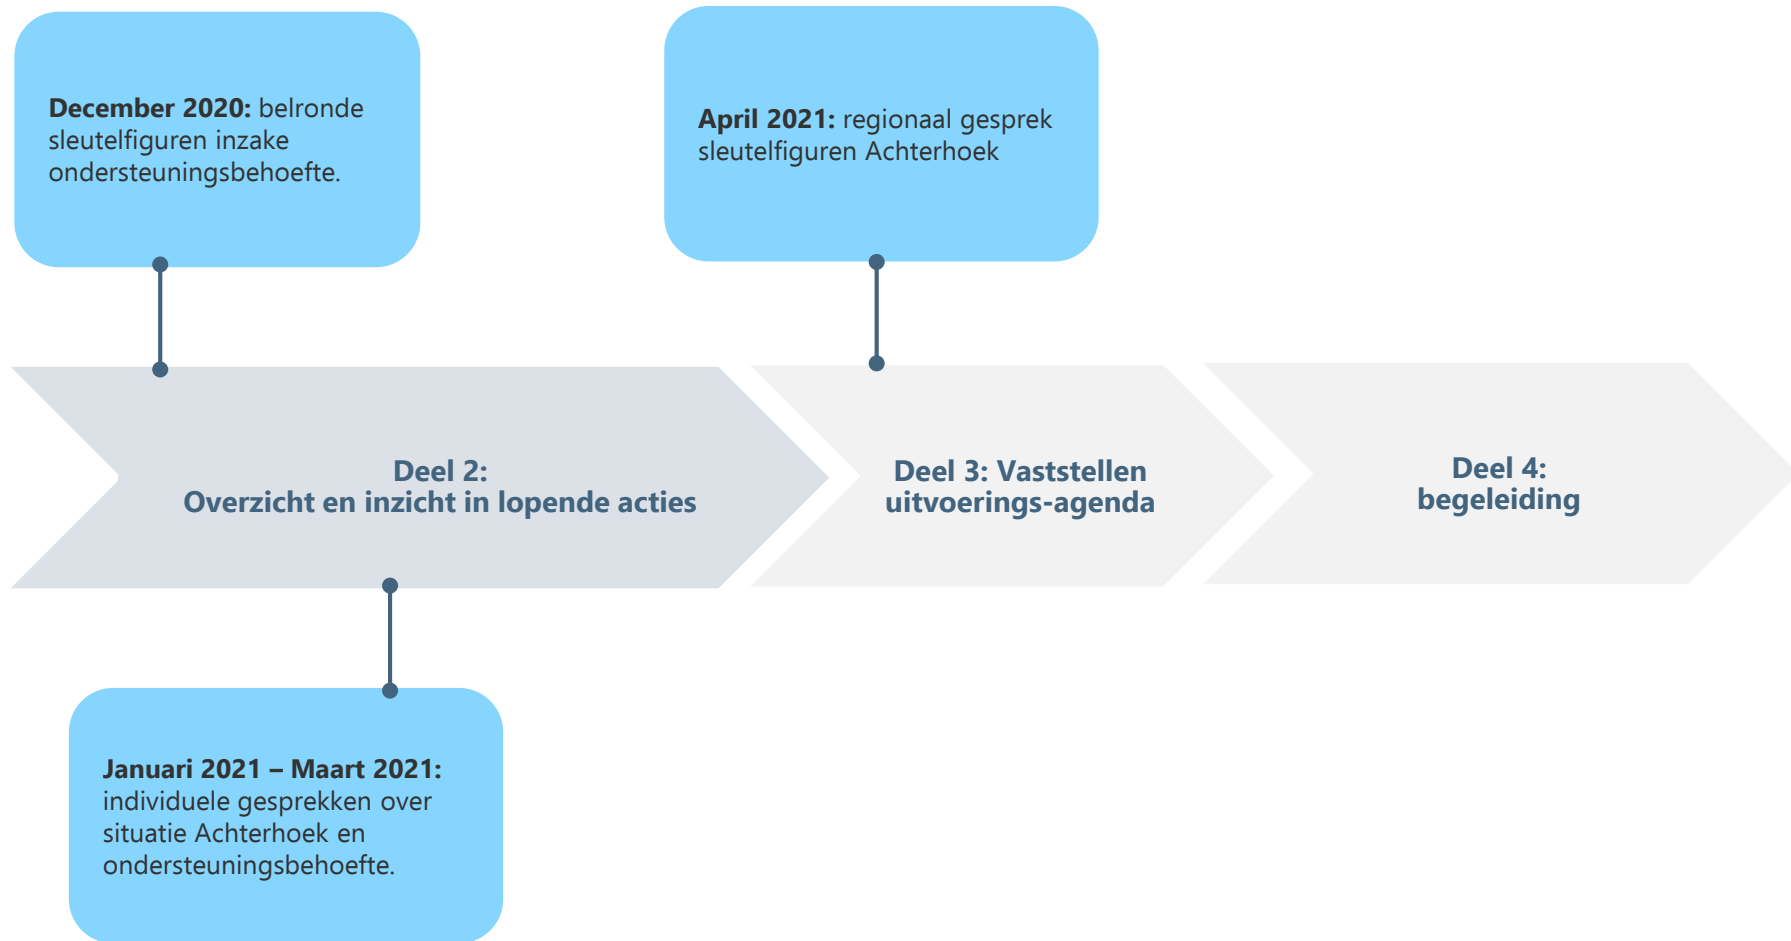 December 2020: belronde
sleutelfiguren inzake
ondersteuningsbehoefte.
April 2021: regionaal gesprek
sleutelfiguren Achterhoek
Deel 2:
Overzicht en inzicht in lopende acties
Deel 3: Vaststellen
uitvoerings-agenda
Deel 4:
begeleiding
Januari 2021 – Maart 2021:
individuele gesprekken over
situatie Achterhoek en
ondersteuningsbehoefte.